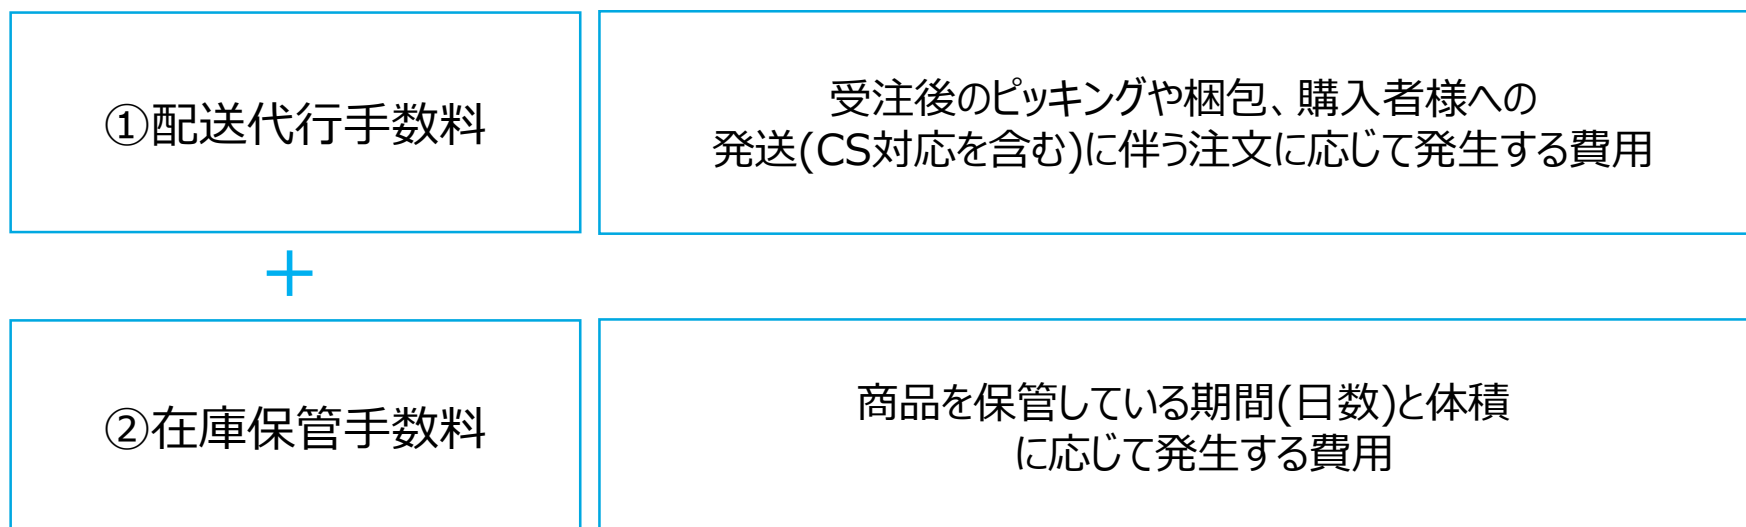 ①配送代行手数料
受注後のピッキングや梱包、購入者様への
発送(CS対応を含む)に伴う注文に応じて発生する費用
+
②在庫保管手数料
商品を保管している期間(日数)と体積
に応じて発生する費用